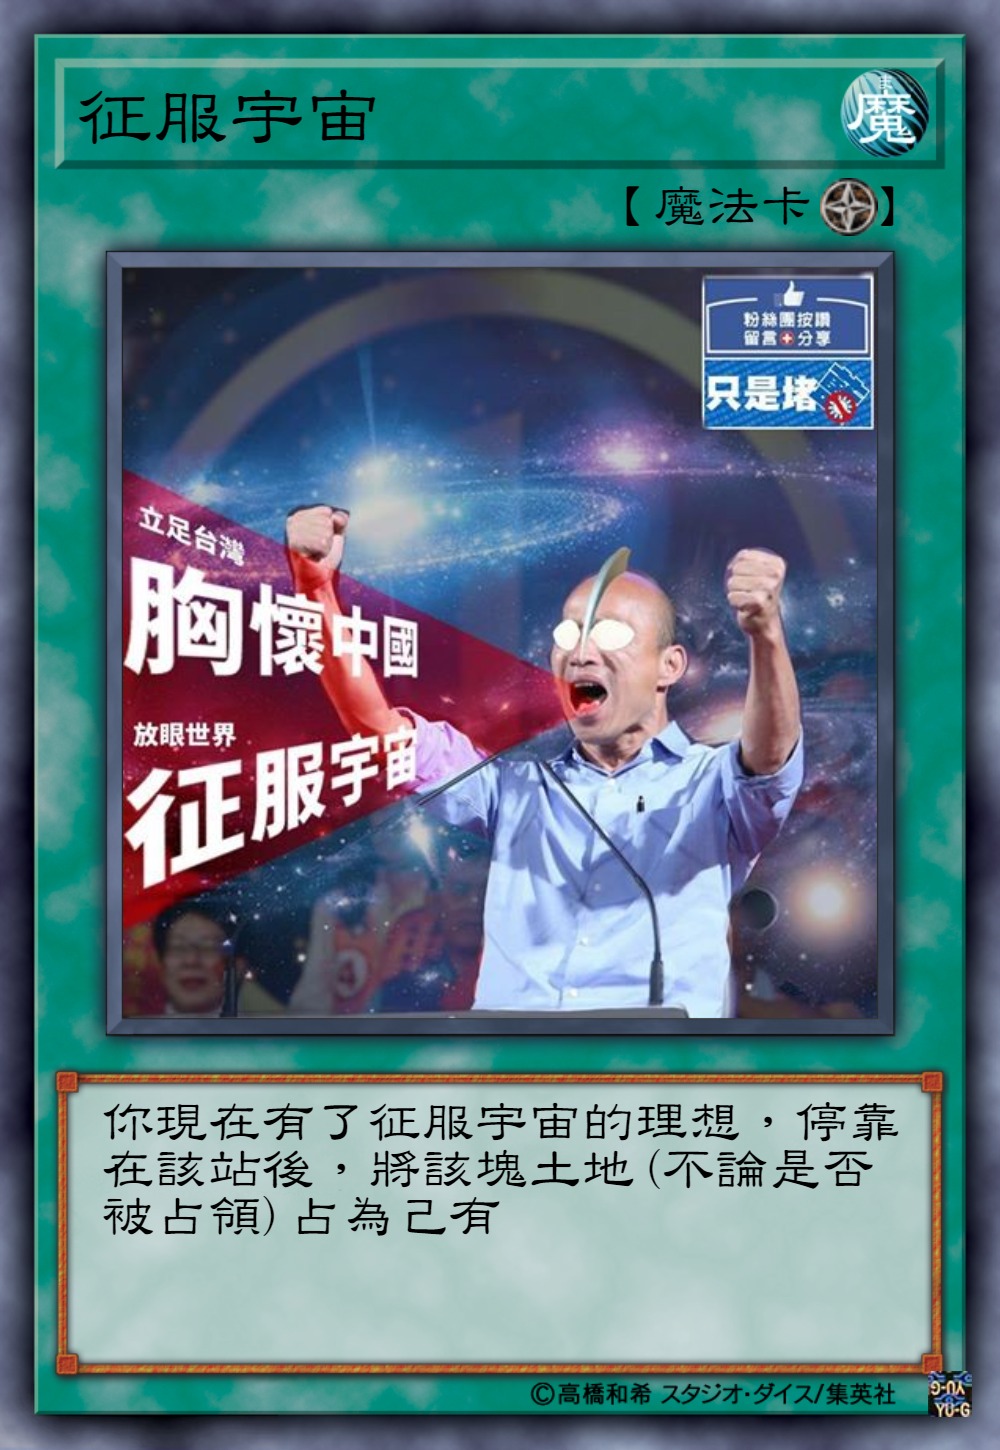 征服宇宙
ま
魔
【魔法卡】
粉絲團按讚
留言+分享
只是堵
立足台灣
胸懷中國
放眼世界
征服宇宙
你現在有了征服宇宙的理想，停靠
在該站後，將該塊土地(不論是否
被占領)占為己有
©高橋和希 スタジオ・ダイス/集英社
YU-G
YU-G